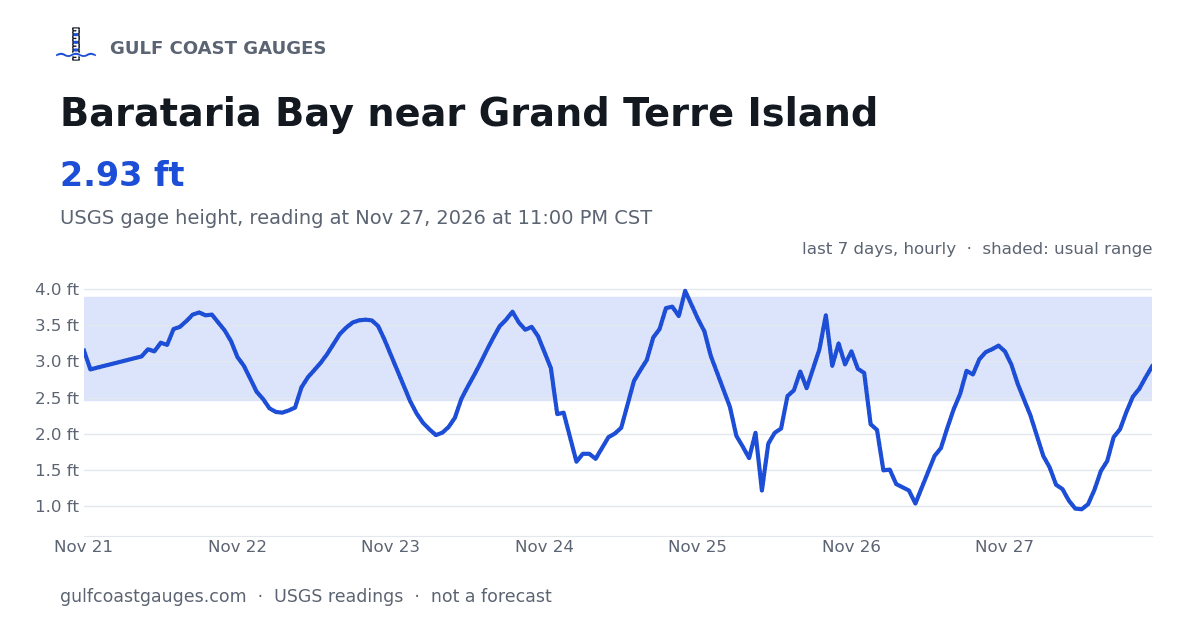 GULF COAST GAUGES
Barataria Bay near Grand Terre Island
2.93 ft
USGS gage height, reading at Nov 27, 2026 at 11:00 PM CST
last 7 days, hourly · shaded: usual range
4.0 ft
3.5 ft
3.0 ft
2.5 ft
2.0 ft
1.5 ft
1.0 ft
Nov 21 Nov 22 Nov 23 Nov 24 Nov 25 Nov 26 Nov 27
gulfcoastgauges.com · USGS readings · not a forecast